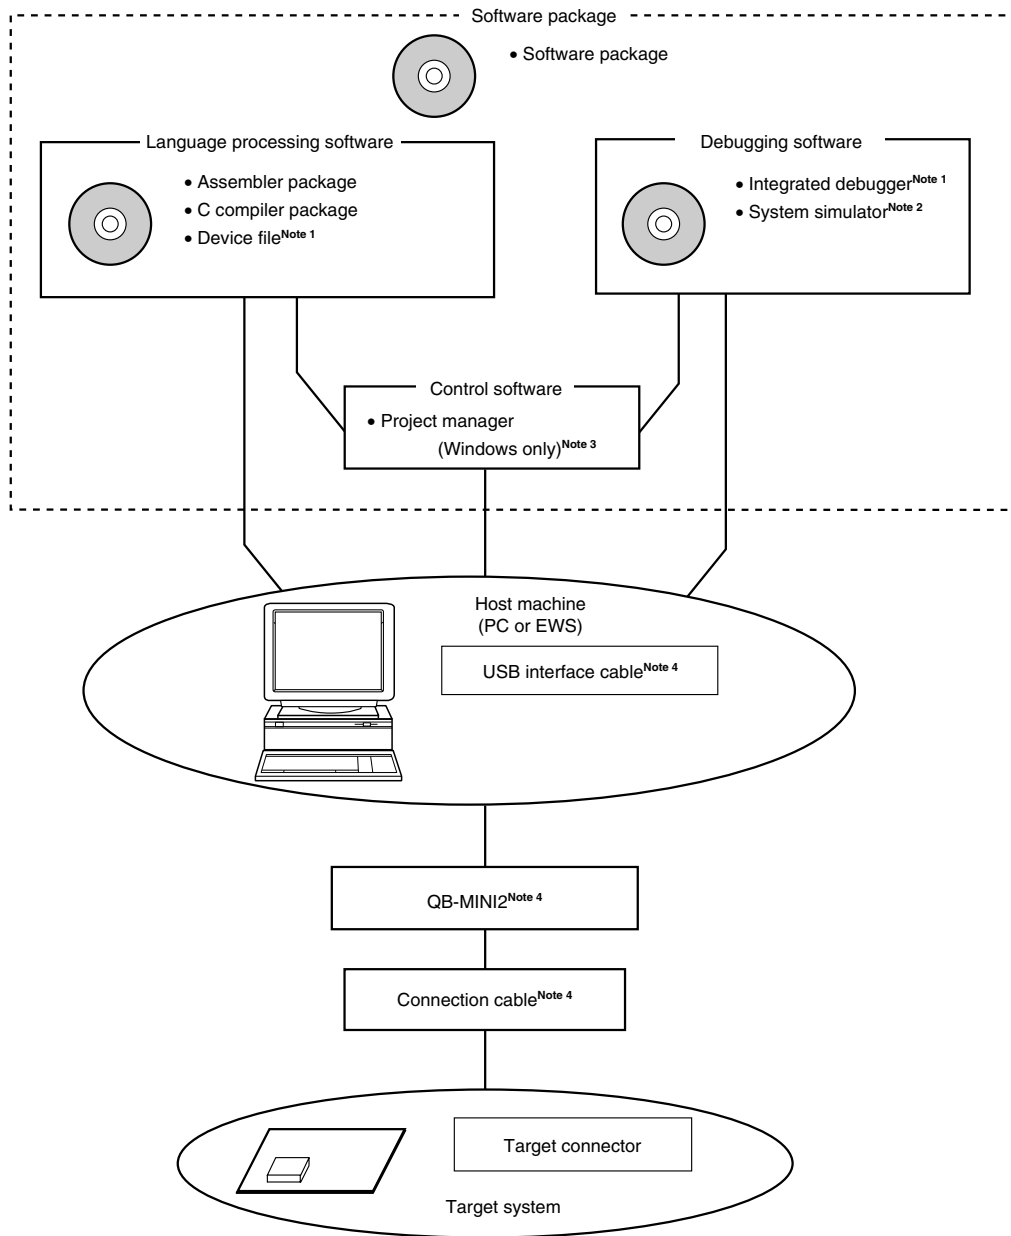 Software package
• Software package
Language processing software
• Assembler package
• C compiler package
• Device fileNote 1
Debugging software
• Integrated debuggerNote 1
• System simulatorNote 2
Control software
• Project manager
(Windows only)Note 3
Host machine
(PC or EWS)
USB interface cableNote 4
QB-MINI2Note 4
Connection cableNote 4
Target connector
Target system